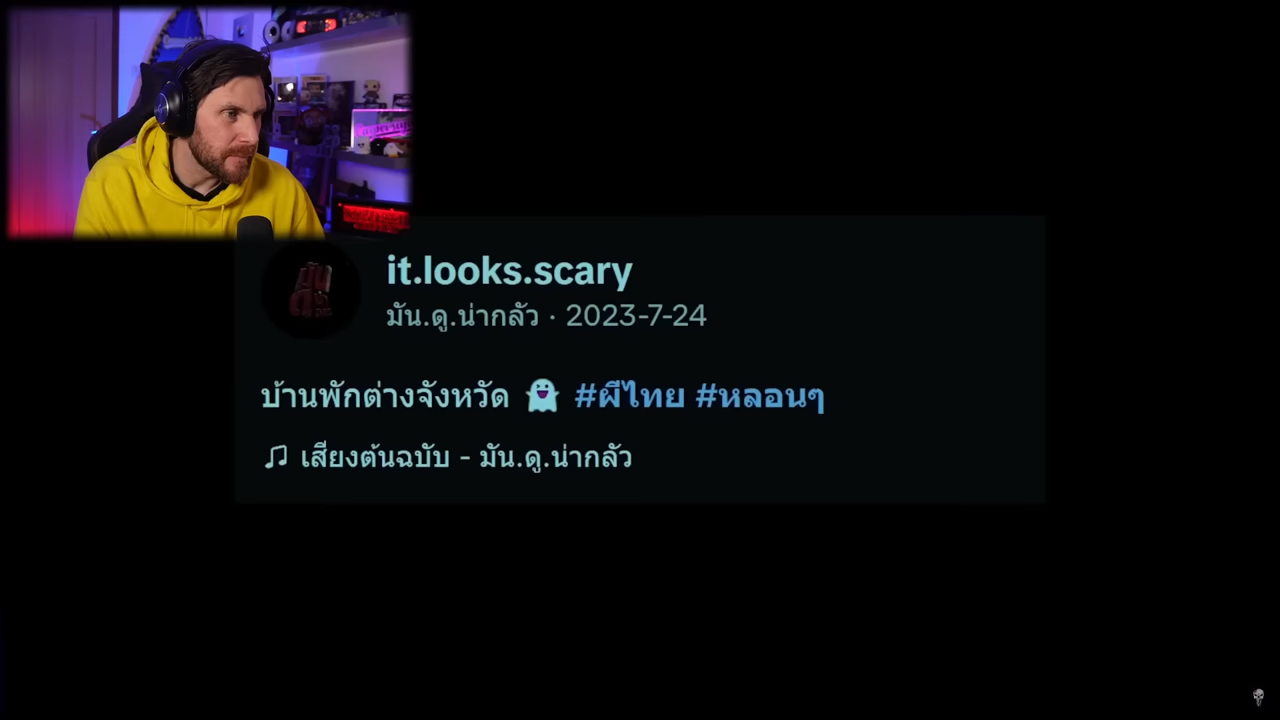 it.looks.scary
มัน.ดู.น่ากลัว · 2023-7-24
บ้านพักต่างจังหวัด 👻 #ผีไทย #หลอนๆ
♫ เสียงต้นฉบับ - มัน.ดู.น่ากลัว